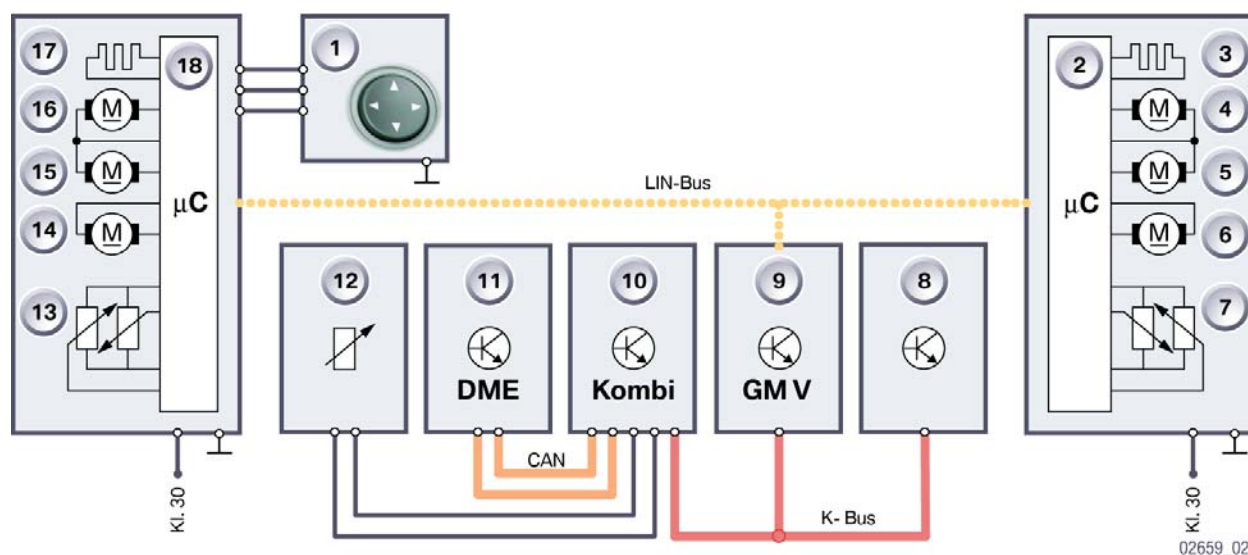 17
18
1
2
3
16
M
M
4
15
M
LIN-Bus
M
5
μC
μC
14
M
M
6
12
11
10
9
8
13
7
DME
Kombi
GM V
CAN
Kl. 30
K- Bus
Kl. 30
02659_02